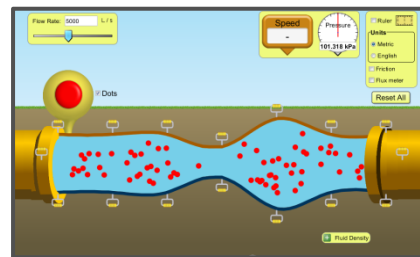 Flow Rate: 5000 L / s
Speed
-
Pressure
101.318 kPa
Ruler
Units
Metric
English
Friction
Flux meter
Reset All
Dots
Fluid Density